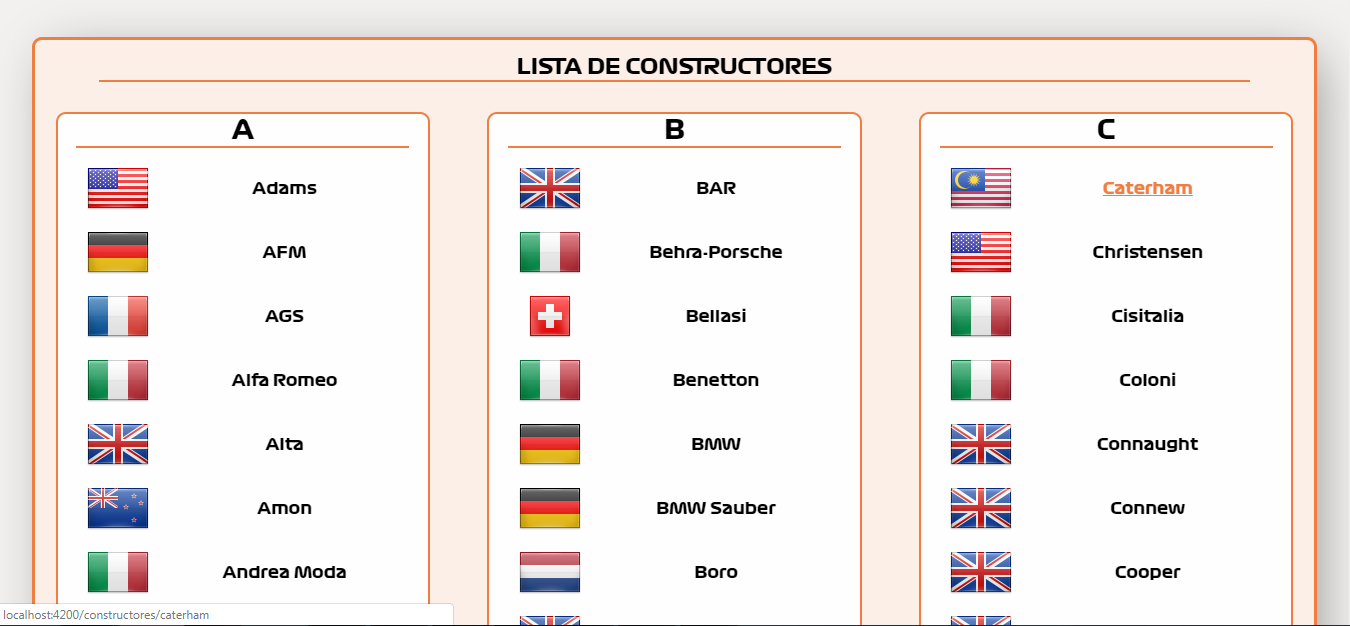 LISTA DE CONSTRUCTORES
A
Adams
AFM
AGS
Alfa Romeo
Alta
Amon
Andrea Moda
B
BAR
Behra-Porsche
Bellasi
Benetton
BMW
BMW Sauber
Boro
C
Caterham
Christensen
Cisitalia
Coloni
Connaught
Connew
Cooper
localhost:4200/constructores/caterham